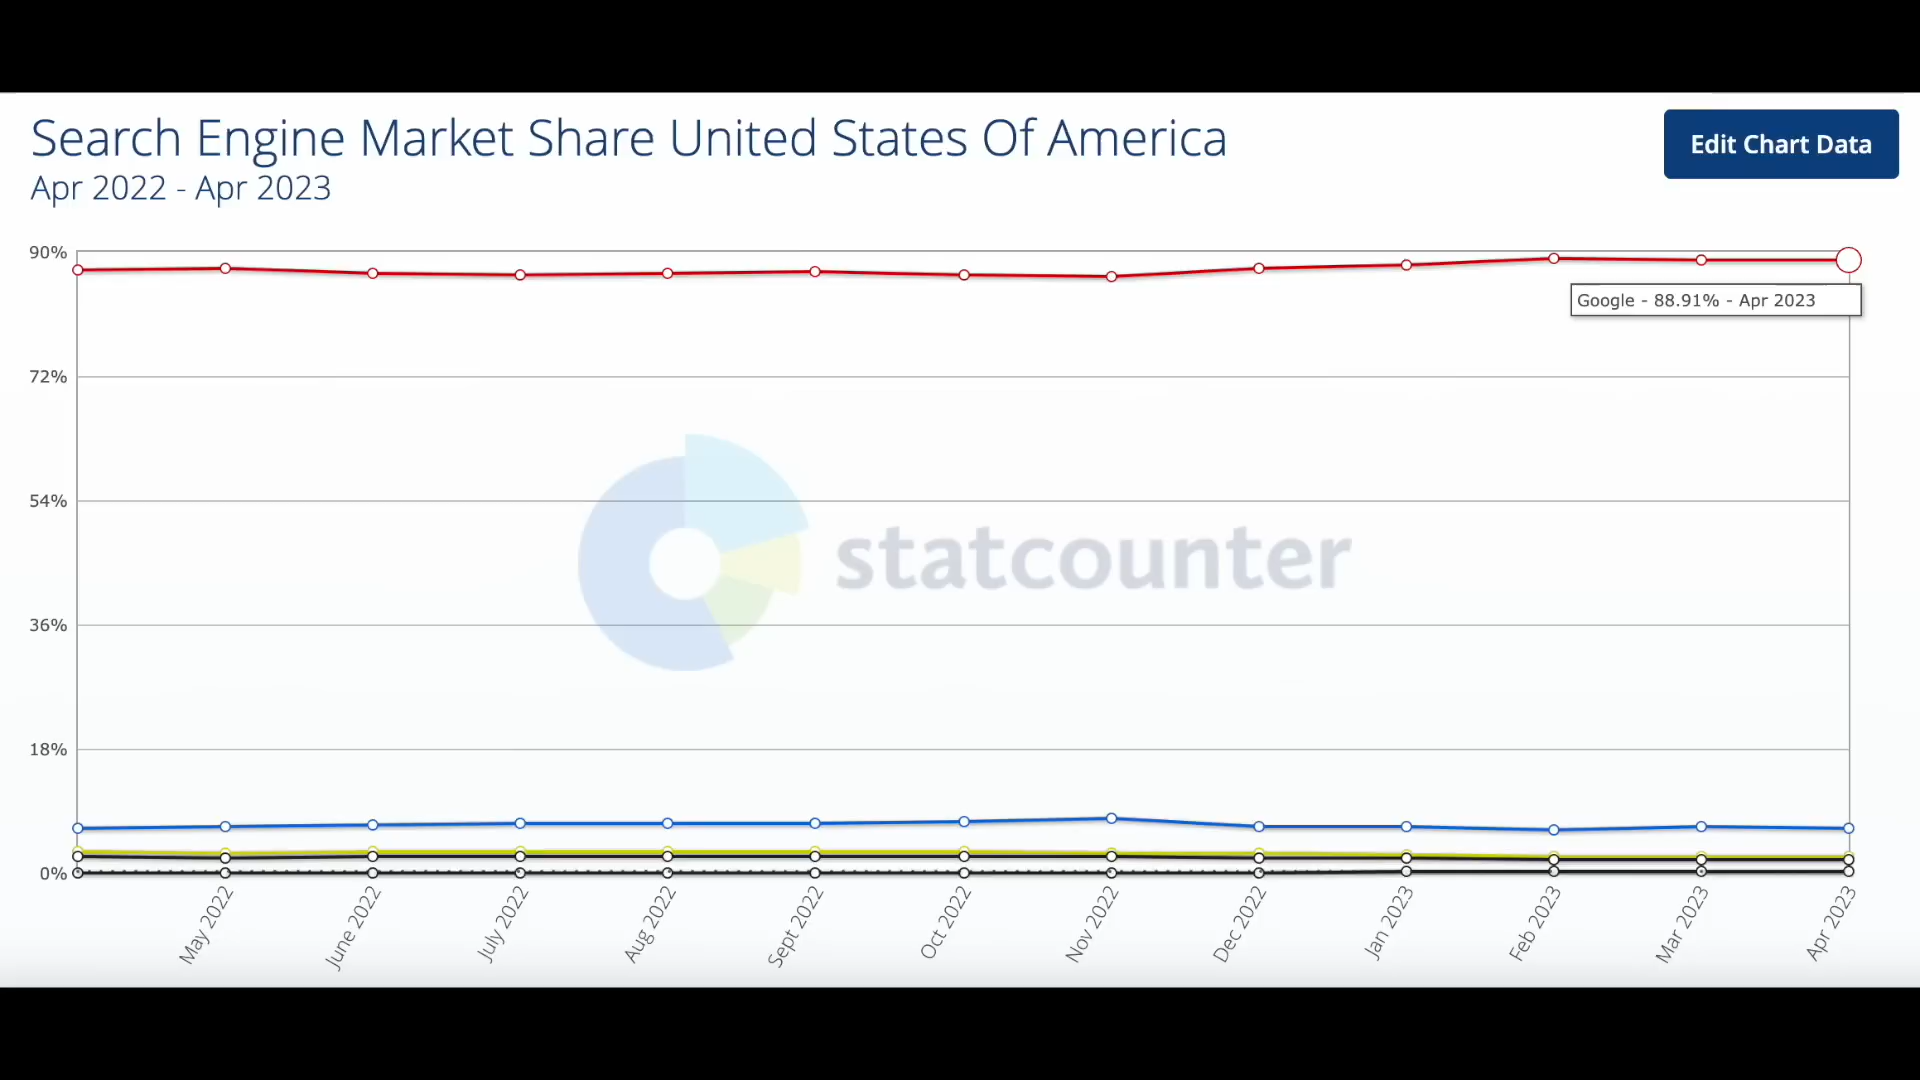 Search Engine Market Share United States Of America
Apr 2022 - Apr 2023
Edit Chart Data
90%
Google - 88.91% - Apr 2023
72%
54%
statcounter
36%
18%
0%
May 2022
June 2022
July 2022
Aug 2022
Sept 2022
Oct 2022
Nov 2022
Dec 2022
Jan 2023
Feb 2023
Mar 2023
Apr 2023